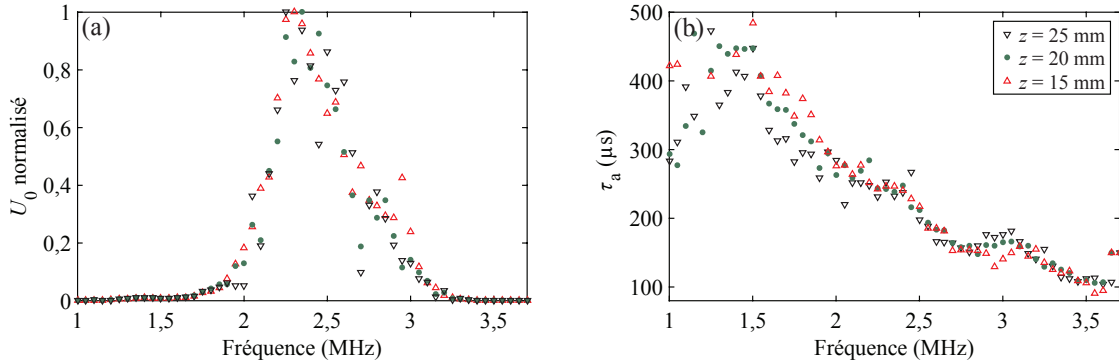 (a)
U₀ normalisé
1
0,8
0,6
0,4
0,2
0
1 1,5 2 2,5 3 3,5
Fréquence (MHz)
(b)
τₐ (µs)
500
400
300
200
100
1 1,5 2 2,5 3 3,5
Fréquence (MHz)
z = 25 mm
z = 20 mm
z = 15 mm